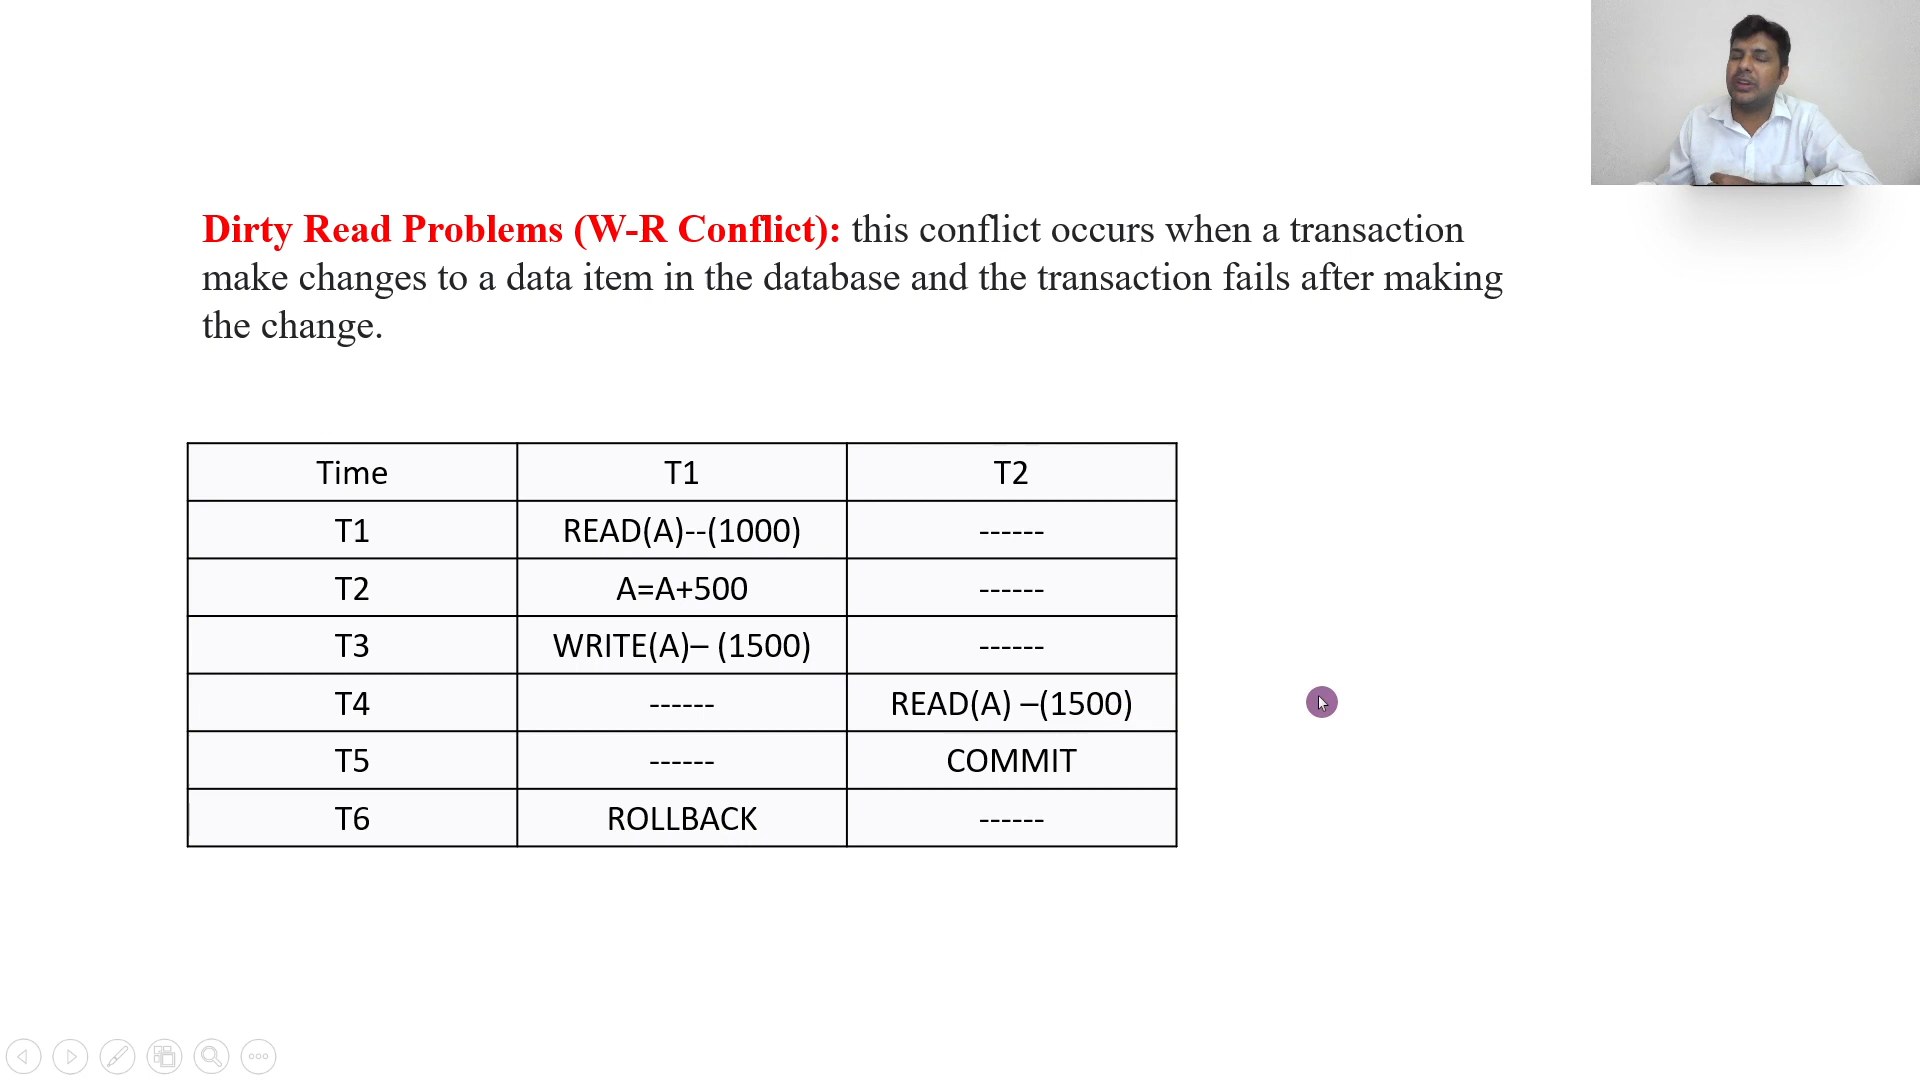 Dirty Read Problems (W-R Conflict): this conflict occurs when a transaction
make changes to a data item in the database and the transaction fails after making
the change.
Time T1 T2
T1 READ(A)--(1000) ------
T2 A=A+500 ------
T3 WRITE(A)– (1500) ------
T4 ------ READ(A) –(1500)
T5 ------ COMMIT
T6 ROLLBACK ------